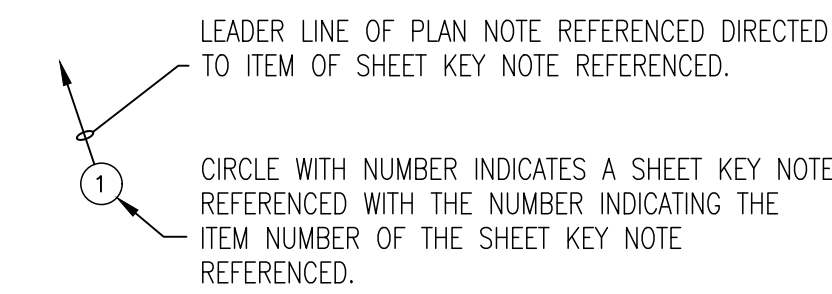 LEADER LINE OF PLAN NOTE REFERENCED DIRECTED
TO ITEM OF SHEET KEY NOTE REFERENCED.
1
CIRCLE WITH NUMBER INDICATES A SHEET KEY NOTE
REFERENCED WITH THE NUMBER INDICATING THE
ITEM NUMBER OF THE SHEET KEY NOTE
REFERENCED.